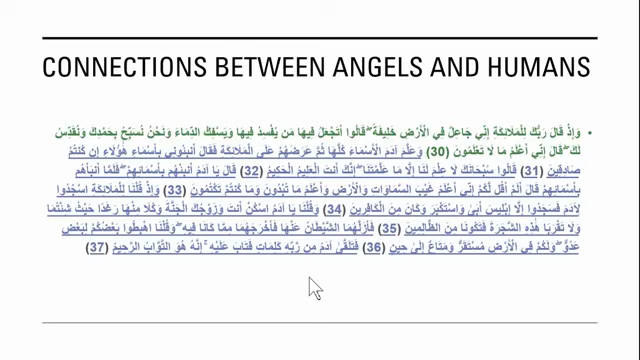 CONNECTIONS BETWEEN ANGELS AND HUMANS
• وَإِذْ قَالَ رَبُّكَ لِلْمَلَائِكَةِ إِنِّي جَاعِلٌ فِي الْأَرْضِ خَلِيفَةً ۖ قَالُوا أَتَجْعَلُ فِيهَا مَن يُفْسِدُ فِيهَا وَيَسْفِكُ الدِّمَاءَ وَنَحْنُ نُسَبِّحُ بِحَمْدِكَ وَنُقَدِّسُ
لَكَ ۖ قَالَ إِنِّي أَعْلَمُ مَا لَا تَعْلَمُونَ (30) وَعَلَّمَ آدَمَ الْأَسْمَاءَ كُلَّهَا ثُمَّ عَرَضَهُمْ عَلَى الْمَلَائِكَةِ فَقَالَ أَنبِئُونِي بِأَسْمَاءِ هَٰؤُلَاءِ إِن كُنتُمْ
صَادِقِينَ (31) قَالُوا سُبْحَانَكَ لَا عِلْمَ لَنَا إِلَّا مَا عَلَّمْتَنَا ۖ إِنَّكَ أَنتَ الْعَلِيمُ الْحَكِيمُ (32) قَالَ يَا آدَمُ أَنبِئْهُم بِأَسْمَائِهِمْ ۖ فَلَمَّا أَنبَأَهُم
بِأَسْمَائِهِمْ قَالَ أَلَمْ أَقُل لَّكُمْ إِنِّي أَعْلَمُ غَيْبَ السَّمَاوَاتِ وَالْأَرْضِ وَأَعْلَمُ مَا تُبْدُونَ وَمَا كُنتُمْ تَكْتُمُونَ (33) وَإِذْ قُلْنَا لِلْمَلَائِكَةِ اسْجُدُوا
لِآدَمَ فَسَجَدُوا إِلَّا إِبْلِيسَ أَبَىٰ وَاسْتَكْبَرَ وَكَانَ مِنَ الْكَافِرِينَ (34) وَقُلْنَا يَا آدَمُ اسْكُنْ أَنتَ وَزَوْجُكَ الْجَنَّةَ وَكُلَا مِنْهَا رَغَدًا حَيْثُ شِئْتُمَا
وَلَا تَقْرَبَا هَٰذِهِ الشَّجَرَةَ فَتَكُونَا مِنَ الظَّالِمِينَ (35) فَأَزَلَّهُمَا الشَّيْطَانُ عَنْهَا فَأَخْرَجَهُمَا مِمَّا كَانَا فِيهِ ۖ وَقُلْنَا اهْبِطُوا بَعْضُكُمْ لِبَعْضٍ
عَدُوٌّ ۖ وَلَكُمْ فِي الْأَرْضِ مُسْتَقَرٌّ وَمَتَاعٌ إِلَىٰ حِينٍ (36) فَتَلَقَّىٰ آدَمُ مِن رَّبِّهِ كَلِمَاتٍ فَتَابَ عَلَيْهِ ۚ إِنَّهُ هُوَ التَّوَّابُ الرَّحِيمُ (37)